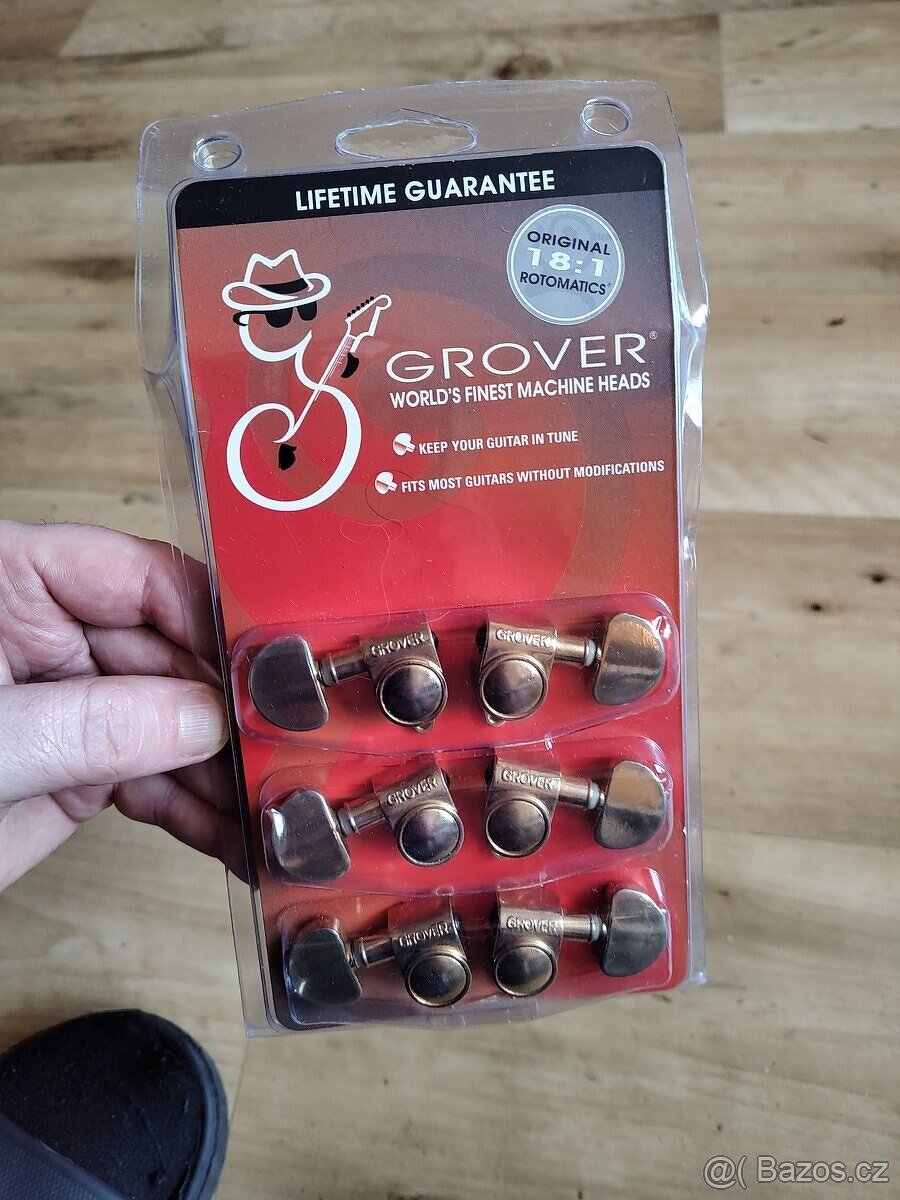 LIFETIME GUARANTEE
ORIGINAL
18:1
ROTOMATICS®
GROVER®
WORLD'S FINEST MACHINE HEADS
KEEP YOUR GUITAR IN TUNE
FITS MOST GUITARS WITHOUT MODIFICATIONS
GROVER GROVER
GROVER GROVER
GROVER GROVER
@( Bazos.cz